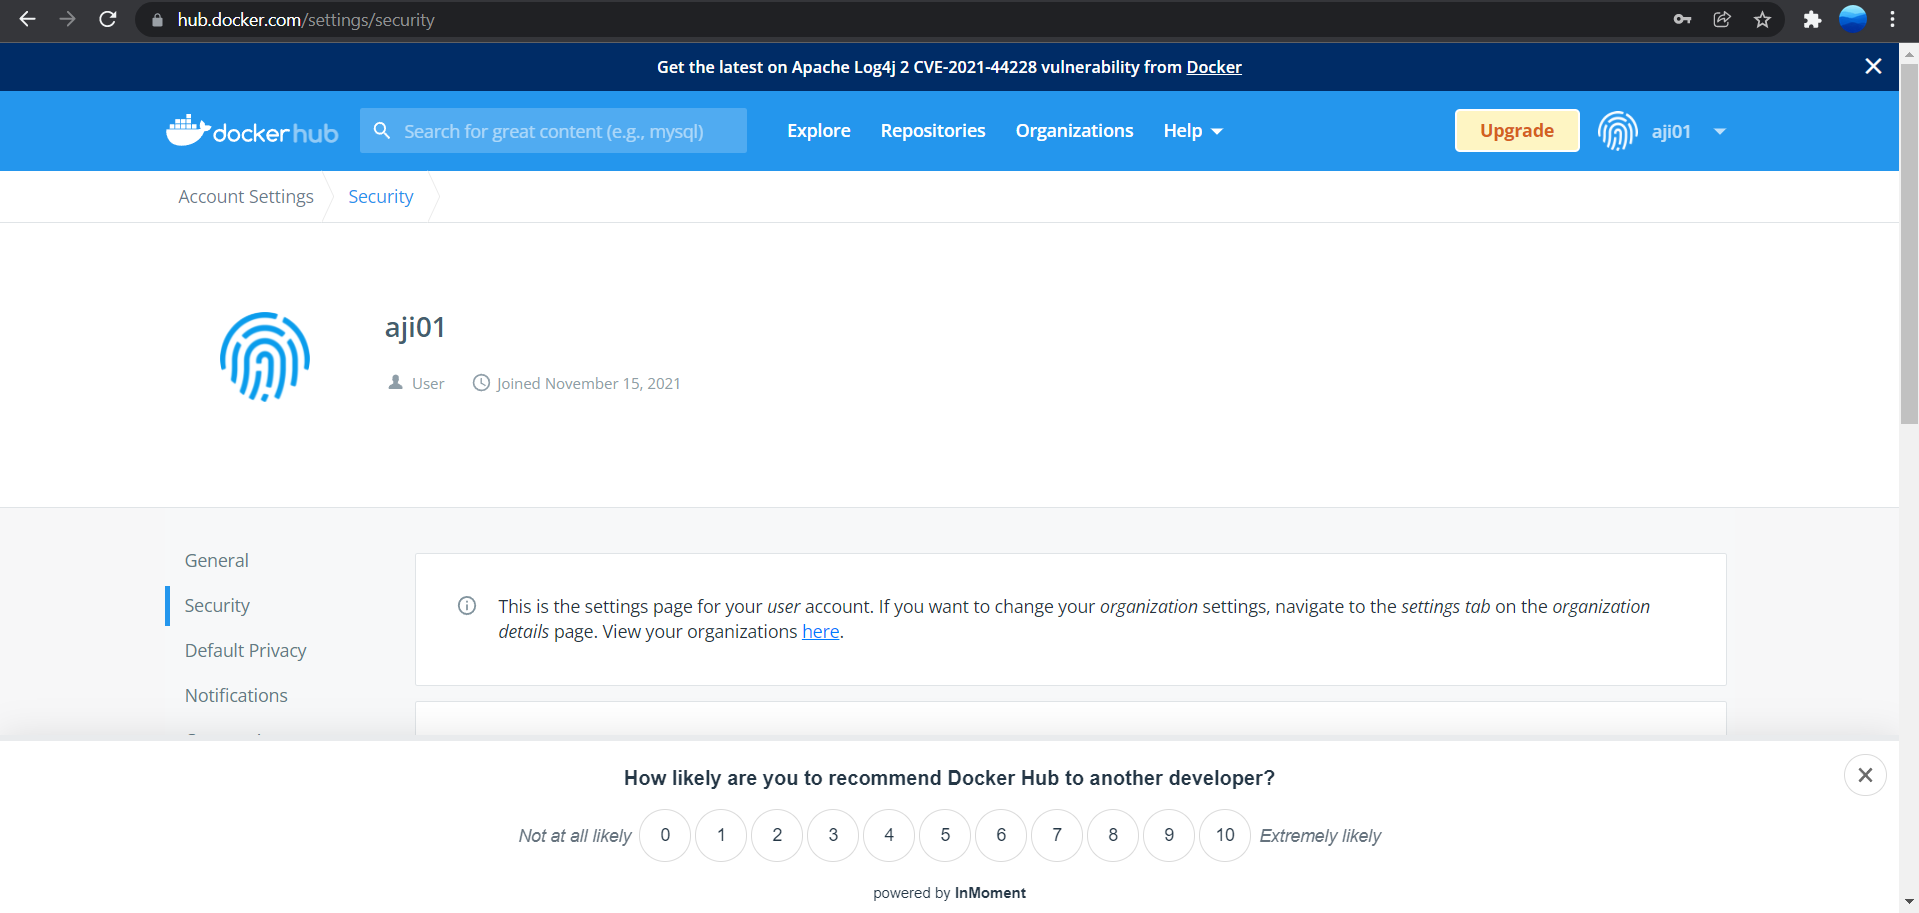 hub.docker.com/settings/security
Get the latest on Apache Log4j 2 CVE-2021-44228 vulnerability from Docker
dockerhub
Search for great content (e.g., mysql)
Explore
Repositories
Organizations
Help
Upgrade
aji01
Account Settings
Security
aji01
User
Joined November 15, 2021
General
Security
Default Privacy
Notifications
This is the settings page for your user account. If you want to change your organization settings, navigate to the settings tab on the organization
details page. View your organizations here.
How likely are you to recommend Docker Hub to another developer?
Not at all likely 0 1 2 3 4 5 6 7 8 9 10 Extremely likely
powered by InMoment